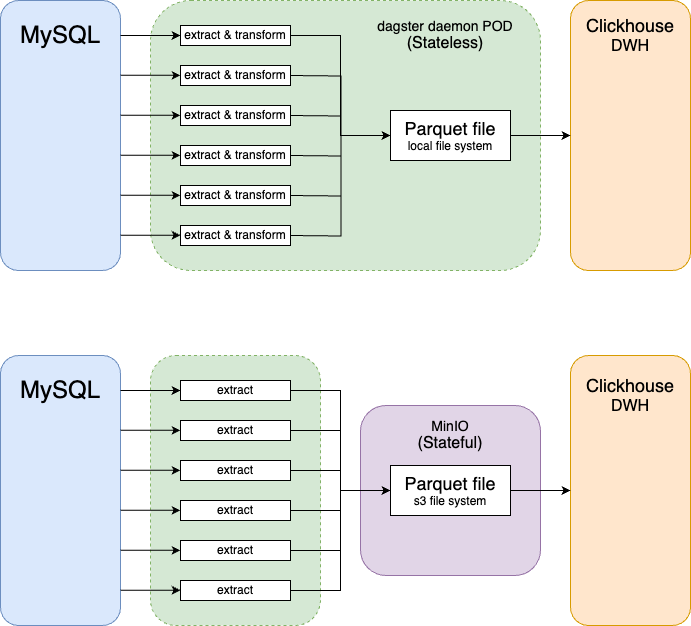 MySQL
extract & transform
extract & transform
extract & transform
extract & transform
extract & transform
extract & transform
dagster daemon POD
(Stateless)
Parquet file
local file system
Clickhouse
DWH
MySQL
extract
extract
extract
extract
extract
extract
MinIO
(Stateful)
Parquet file
s3 file system
Clickhouse
DWH